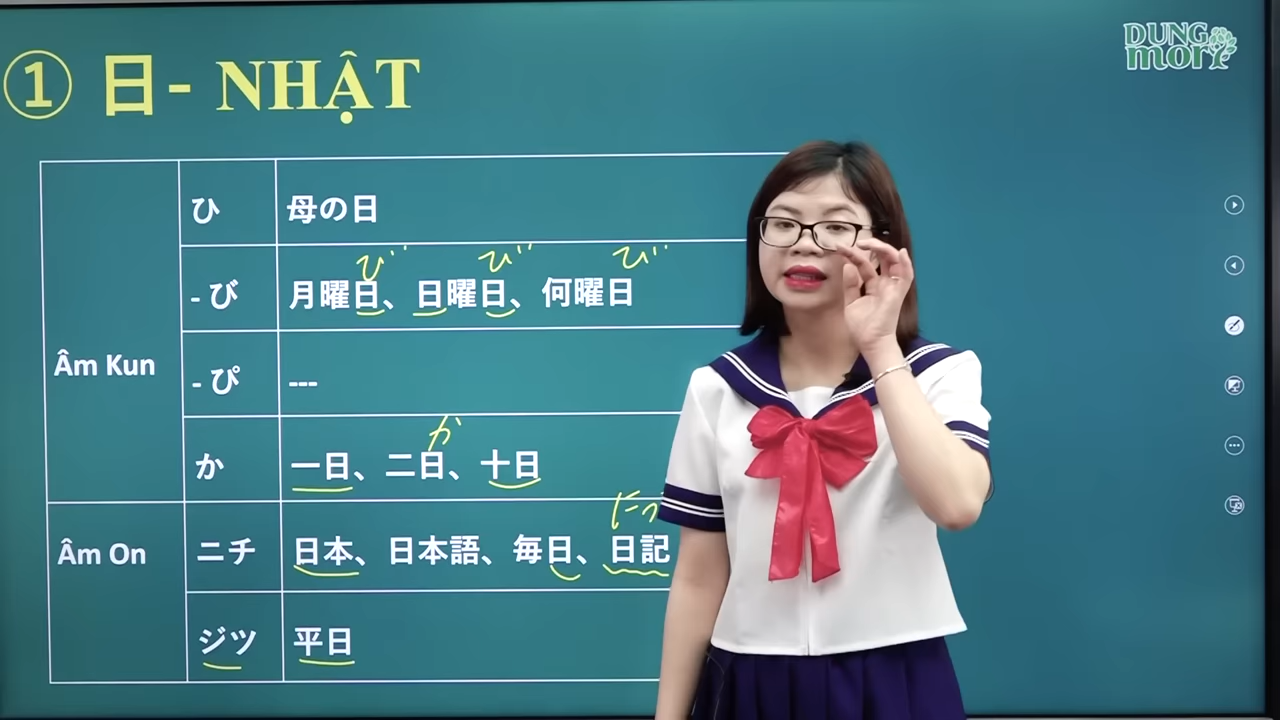 ① 日- NHẬT
DUNG
mori
ひ
母の日
び び び
- び
月曜日、日曜日、何曜日
Âm Kun
- ぴ
---
か
か
一日、二日、十日
にっ
Âm On
ニチ
日本、日本語、毎日、日記
ジツ
平日